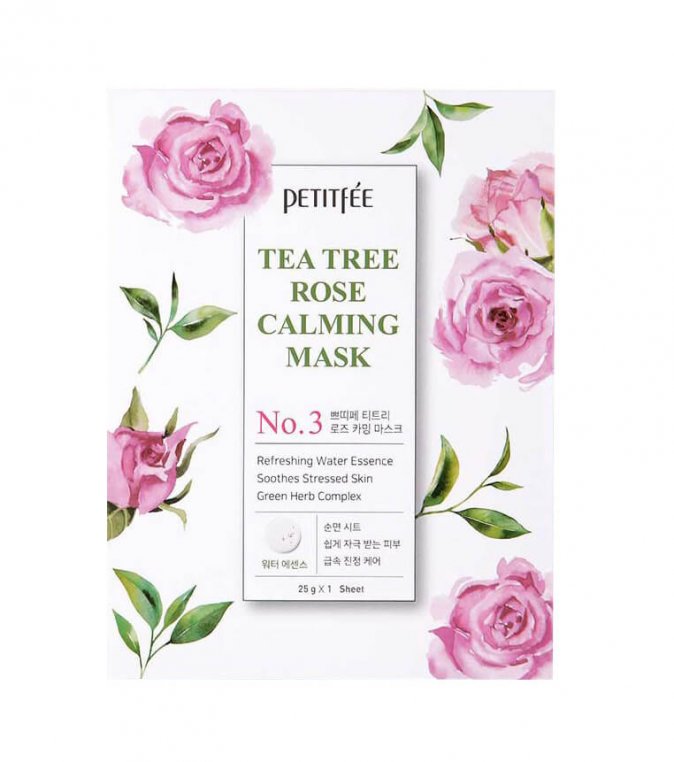 PETITFÉE
TEA TREE
ROSE
CALMING
MASK
No.3
쁘띠페 티트리
로즈 카밍 마스크
Refreshing Water Essence
Soothes Stressed Skin
Green Herb Complex
워터 에센스
순면 시트
쉽게 자극 받는 피부
급속 진정 케어
25 g X 1 Sheet